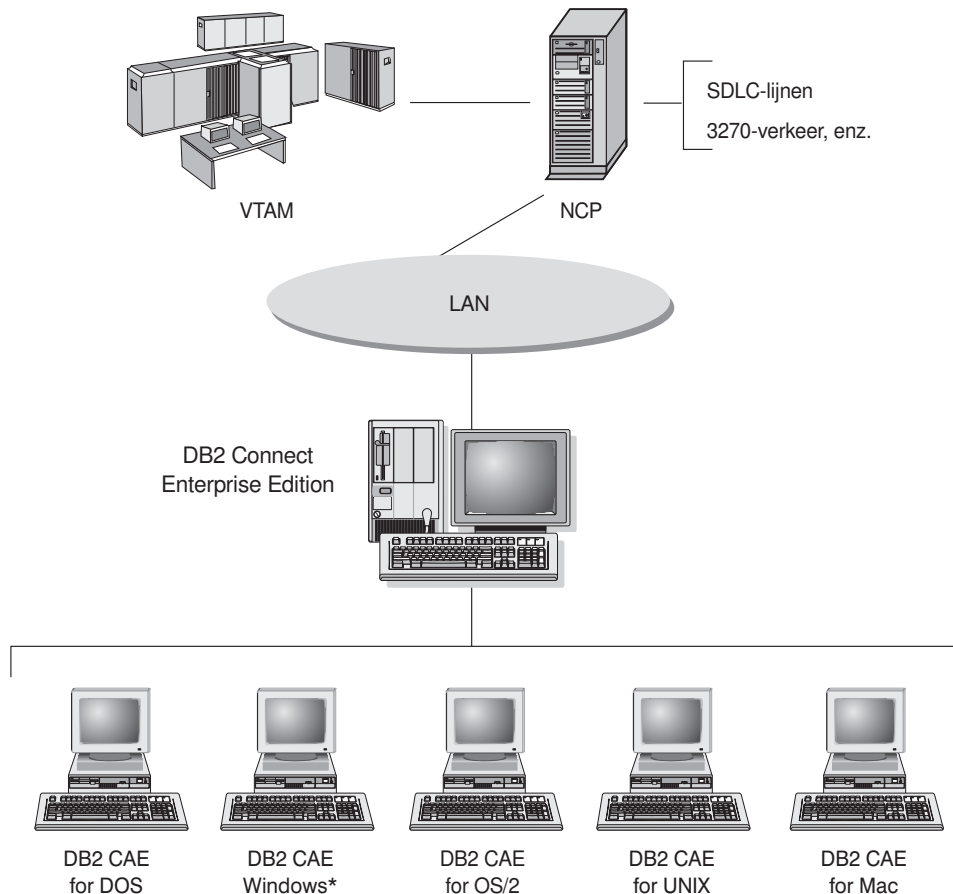 SDLC-lijnen
3270-verkeer, enz.
VTAM
NCP
LAN
DB2 Connect
Enterprise Edition
DB2 CAE
for DOS
DB2 CAE
Windows*
DB2 CAE
for OS/2
DB2 CAE
for UNIX
DB2 CAE
for Mac